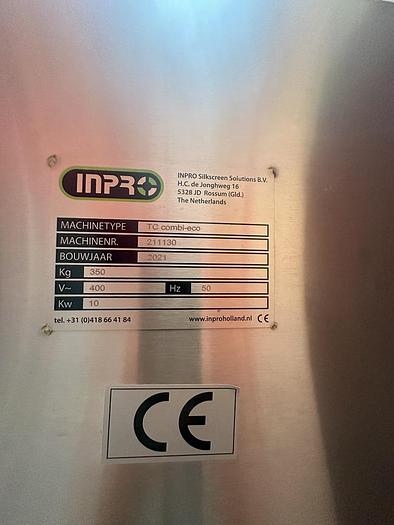 INPRO
INPRO Silkscreen Solutions B.V.
H.C. de Jonghweg 16
5328 JD Rossum (Gld.)
The Netherlands
MACHINETYPE TC combi-eco
MACHINENR. 211130
BOUWJAAR 2021
Kg 350
V~ 400 Hz 50
Kw 10
tel. +31 (0)418 66 41 84 www.inproholland.nl CE
CE